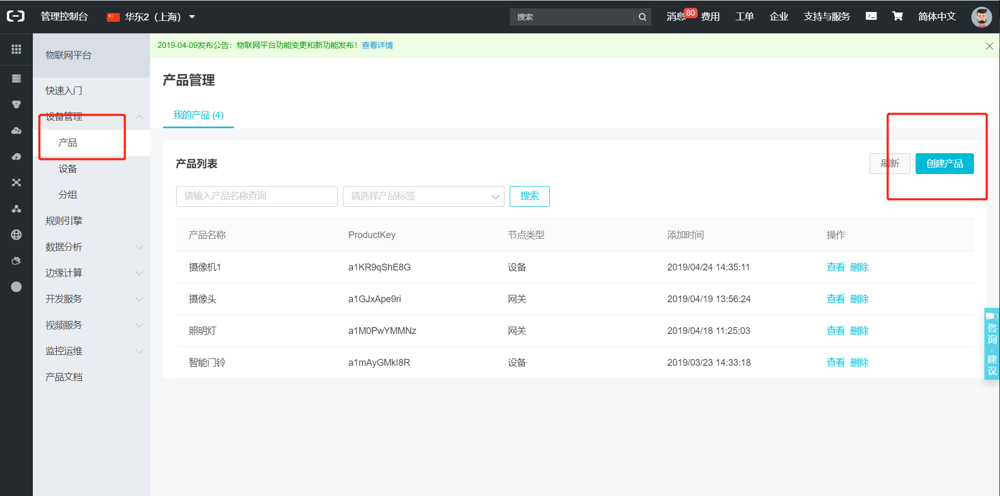 管理控制台 华东2（上海） 搜索 消息 80 费用 工单 企业 支持与服务 简体中文
物联网平台
快速入门
设备管理
产品
设备
分组
规则引擎
数据分析
边缘计算
开发服务
视频服务
监控运维
产品文档
2019-04-09发布公告：物联网平台功能变更和新功能发布！查看详情
产品管理
我的产品 (4)
产品列表 刷新 创建产品
请输入产品名称查询 请选择产品标签 搜索
产品名称 ProductKey 节点类型 添加时间 操作
摄像机1 a1KR9qShE8G 设备 2019/04/24 14:35:11 查看 删除
摄像头 a1GJxApe9ri 网关 2019/04/19 13:56:24 查看 删除
照明灯 a1M0PwYMMNz 网关 2019/04/18 11:25:03 查看 删除
智能门铃 a1mAyGMkI8R 设备 2019/03/23 14:33:18 查看 删除
咨询·建议